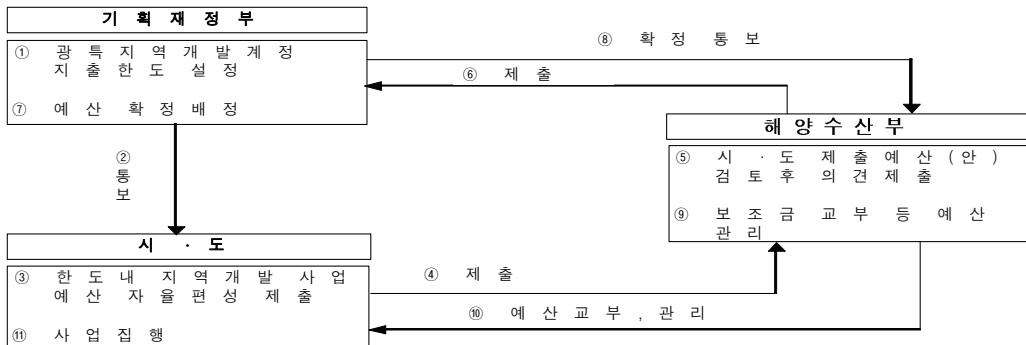 기획재정부
① 광특지역개발계정
지출한도 설정
⑦ 예산 확정배정
⑧ 확정통보
⑥ 제출
해양수산부
⑤ 시·도 제출예산(안)
검토후 의견제출
⑨ 보조금 교부 등 예산
관리
②
통
보
시·도
③ 한도내 지역개발 사업
예산 자율편성 제출
⑪ 사업집행
④ 제출
⑩ 예산교부, 관리